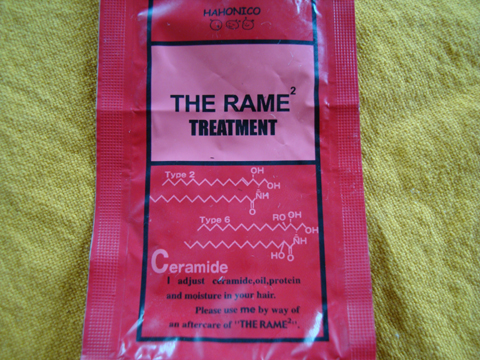 HAHONICO
THE RAME²
TREATMENT
Type 2
OH
OH
NH
O
Type 6
RO OH
OH
NH
HO O
Ceramide
I adjust ceramide,oil,protein
and moisture in your hair.
Please use me by way of
an aftercare of "THE RAME²".